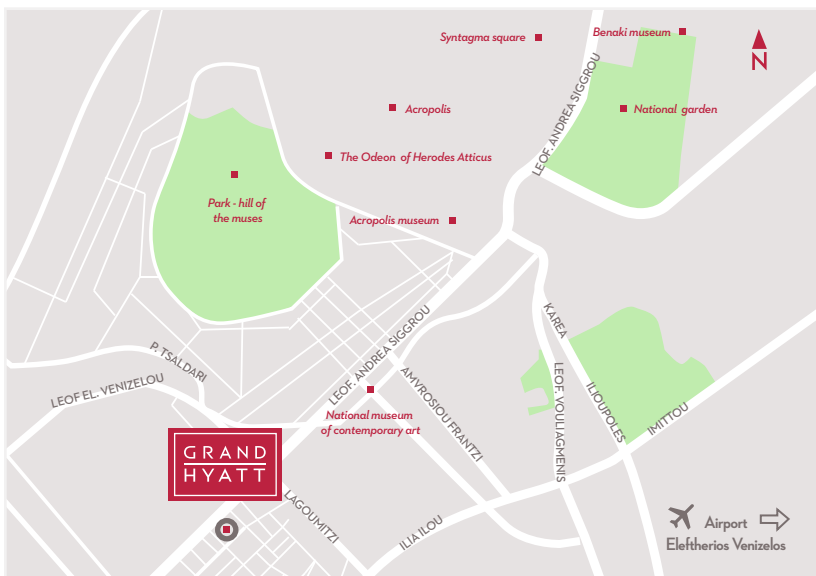 Syntagma square
Benaki museum
N
LEOF. ANDREA SIGGROU
Acropolis
National garden
The Odeon of Herodes Atticus
Park - hill of
the muses
Acropolis museum
LEOF. ANDREA SIGGROU
KAREA
P. TSALDARI
LEOF EL. VENIZELOU
AMVROSIOU FRANTZI
LEOF. VOULIAGMENIS
ILIOUPOLES
IMITTOU
National museum
of contemporary art
GRAND
HYATT
LAGOUMITZI
ILIA ILOU
Airport
Eleftherios Venizelos